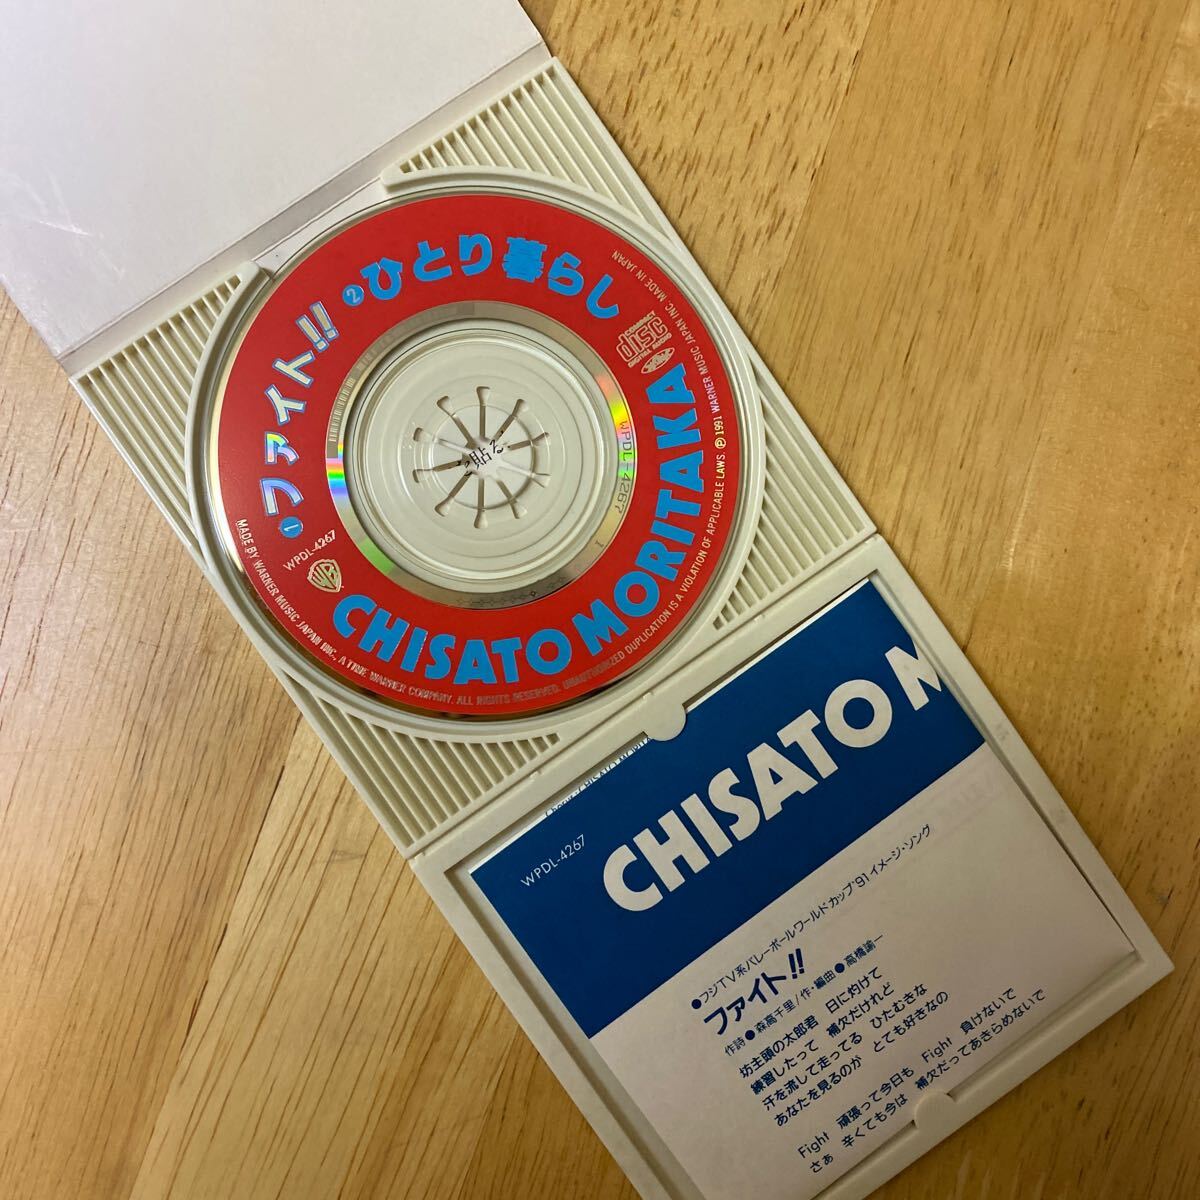 ①ファイト!! ②ひとり暮らし
COMPACT
disc
DIGITAL AUDIO
WPDL-4267
WPDL-4267 1
CHISATO MORITAKA
MADE BY WARNER MUSIC JAPAN INC., A TIME WARNER COMPANY. ALL RIGHTS RESERVED. UNAUTHORIZED DUPLICATION IS A VIOLATION OF APPLICABLE LAWS. Ⓟ1991 WARNER MUSIC JAPAN INC. MADE IN JAPAN
貼る
Chorus:CHISATO MORITA
WPDL-4267
CHISATO M
●フジTV系バレーボールワールドカップ'91イメージ・ソング
ファイト!!
作詩●森高千里/作・編曲●高橋諭一
坊主頭の太郎君 日に灼けて
練習したって 補欠だけれど
汗を流して走ってる ひたむきな
あなたを見るのが とても好きなの
Fight 頑張って今日も Fight 負けないで
さぁ 辛くても今は 補欠だってあきらめないで